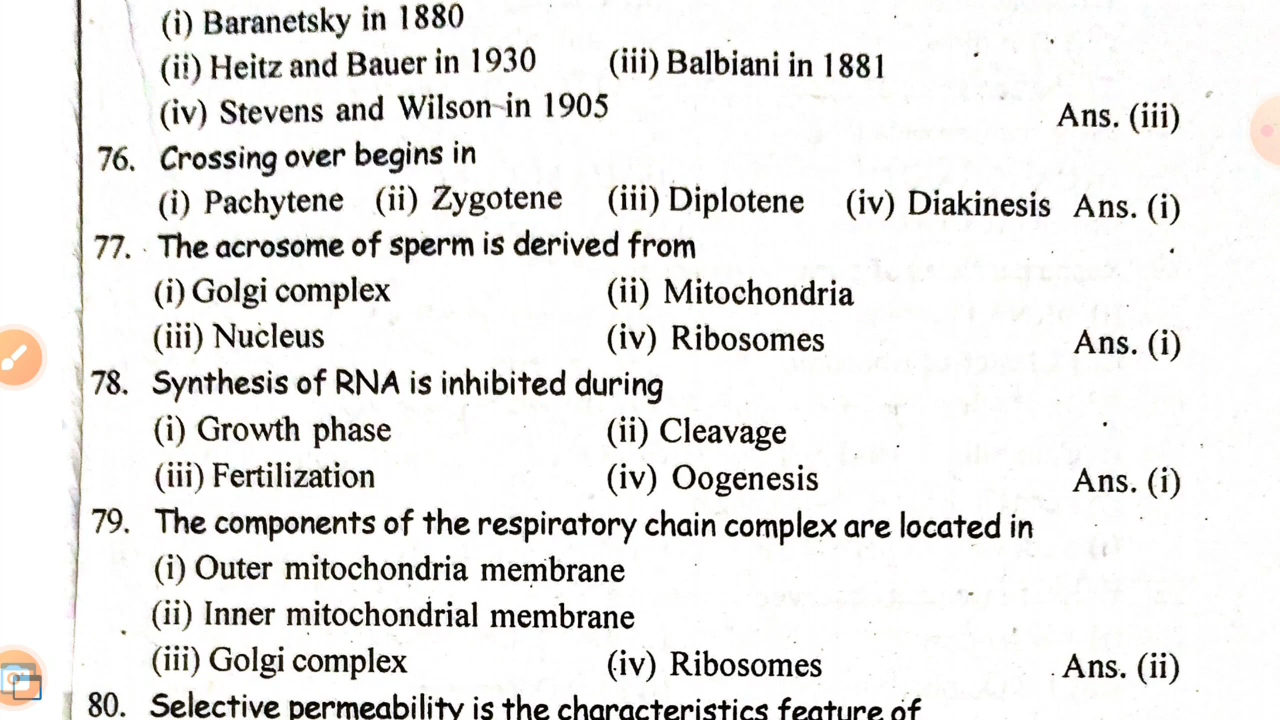 (i) Baranetsky in 1880
(ii) Heitz and Bauer in 1930 (iii) Balbiani in 1881
(iv) Stevens and Wilson in 1905 Ans. (iii)
76. Crossing over begins in
(i) Pachytene (ii) Zygotene (iii) Diplotene (iv) Diakinesis Ans. (i)
77. The acrosome of sperm is derived from
(i) Golgi complex (ii) Mitochondria
(iii) Nucleus (iv) Ribosomes Ans. (i)
78. Synthesis of RNA is inhibited during
(i) Growth phase (ii) Cleavage
(iii) Fertilization (iv) Oogenesis Ans. (i)
79. The components of the respiratory chain complex are located in
(i) Outer mitochondria membrane
(ii) Inner mitochondrial membrane
(iii) Golgi complex (iv) Ribosomes Ans. (ii)
80. Selective permeability is the characteristics feature of